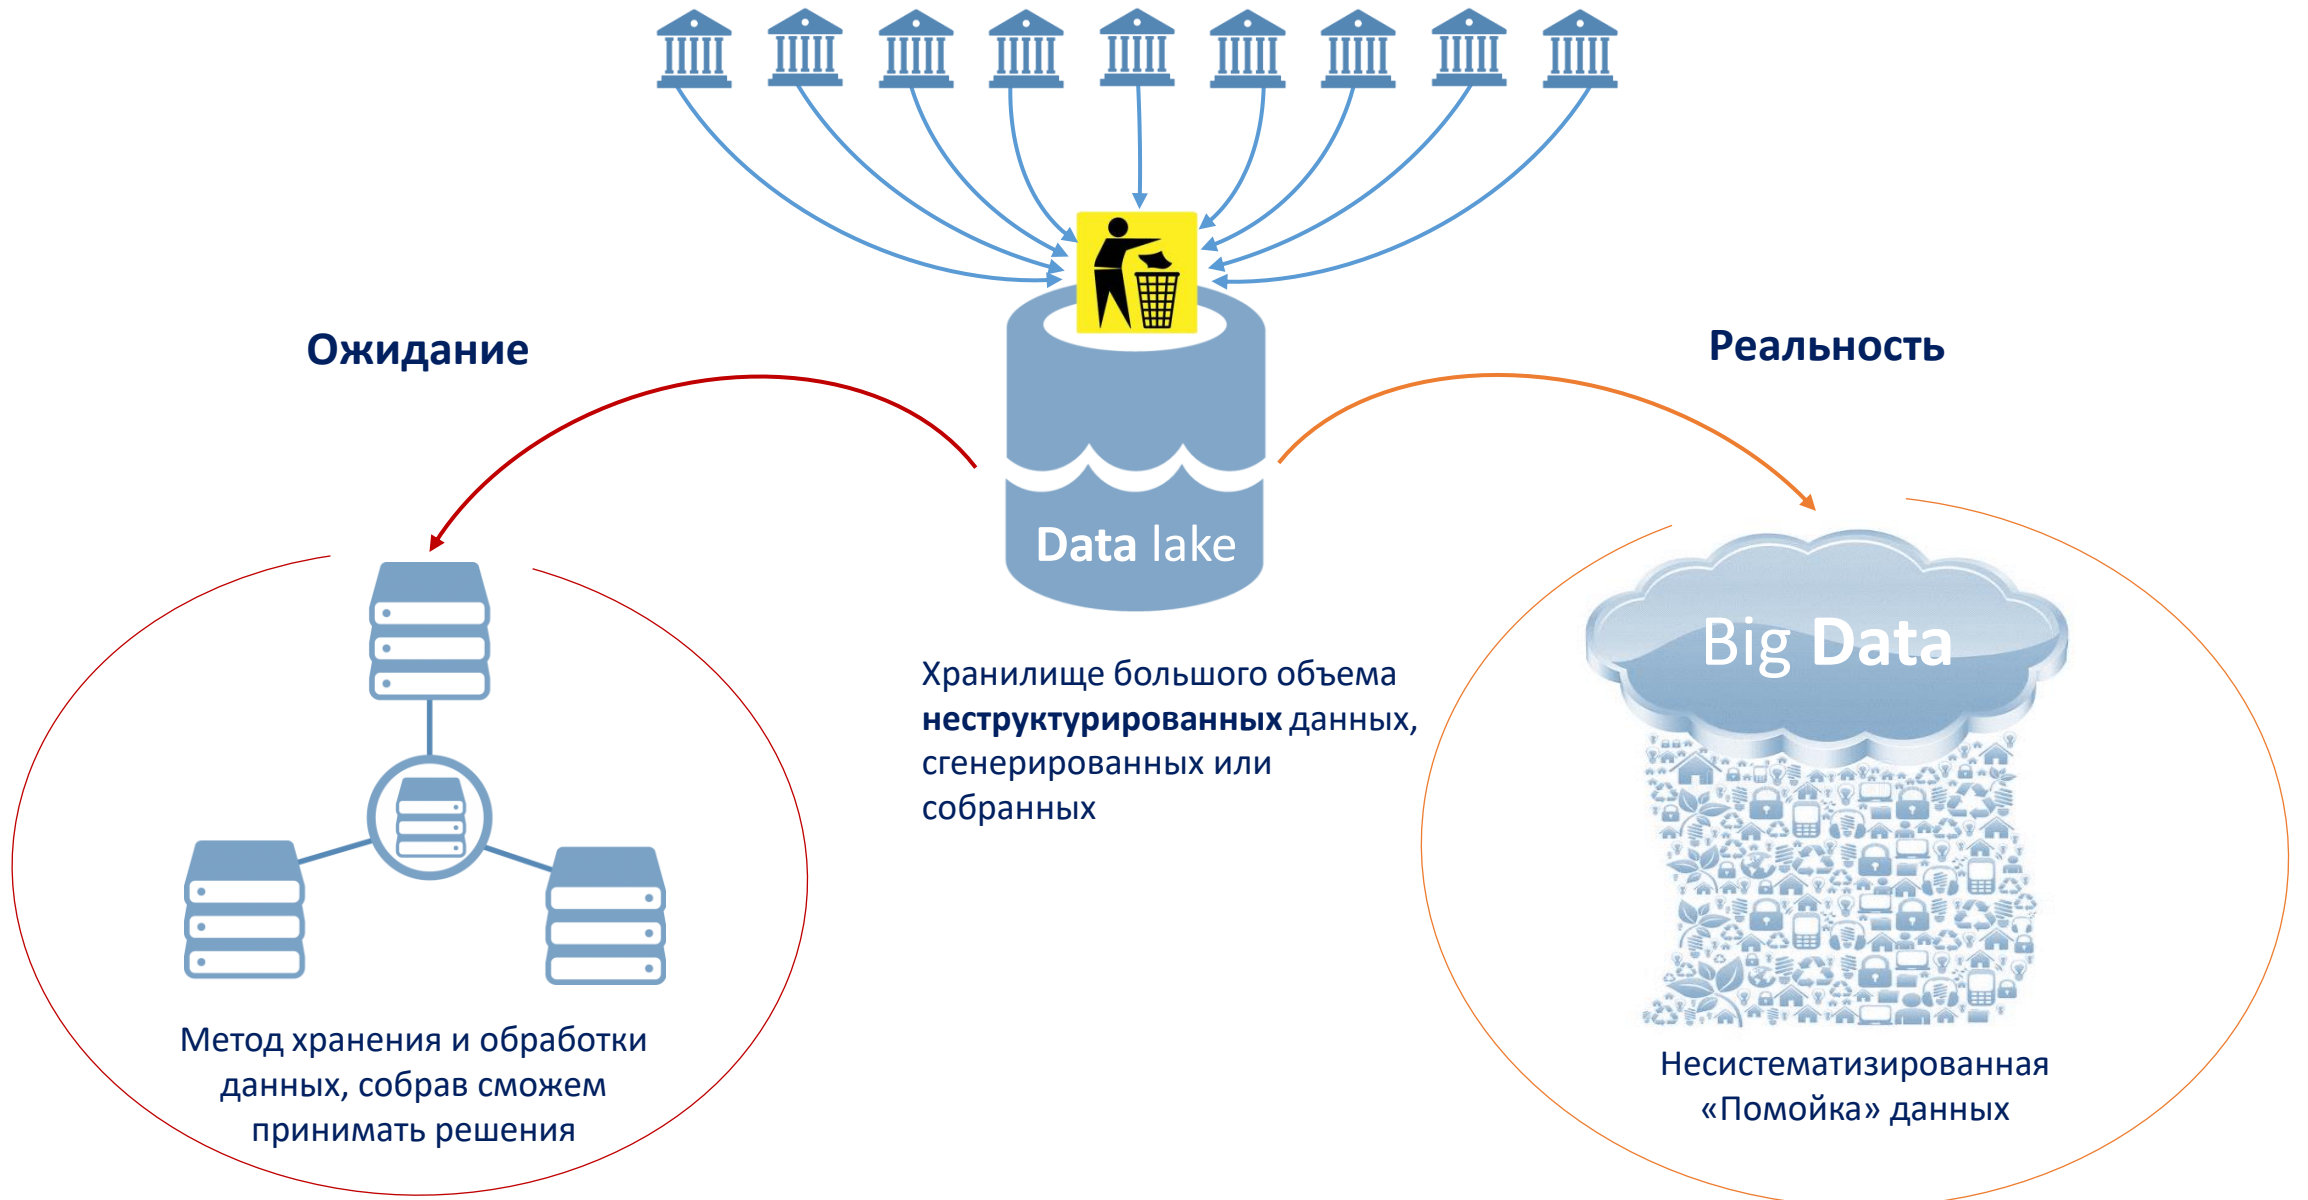 Ожидание
Реальность
Data lake
Хранилище большого объема
неструктурированных данных,
сгенерированных или
собранных
Big Data
Метод хранения и обработки
данных, собрав сможем
принимать решения
Несистематизированная
«Помойка» данных